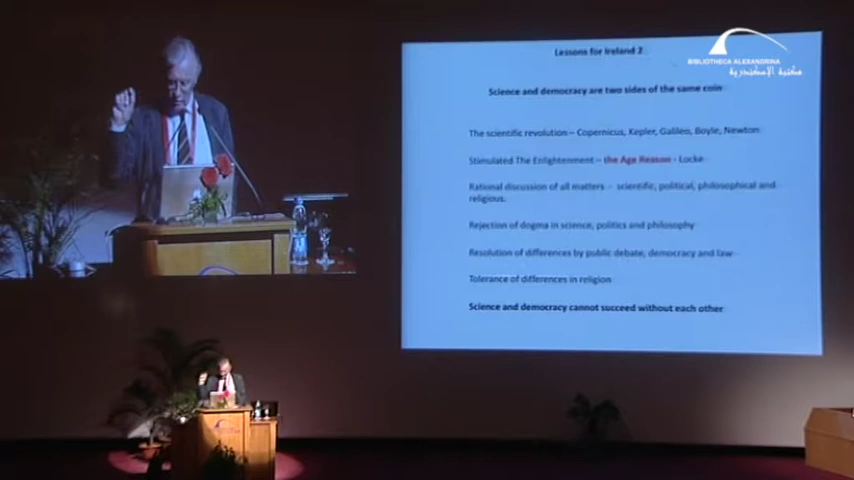 Lessons for Ireland 2
BIBLIOTHECA ALEXANDRINA
مكتبة الإسكندرية
Science and democracy are two sides of the same coin
The scientific revolution – Copernicus, Kepler, Galileo, Boyle, Newton
Stimulated The Enlightenment – the Age Reason - Locke
Rational discussion of all matters - scientific, political, philosophical and
religious.
Rejection of dogma in science, politics and philosophy
Resolution of differences by public debate, democracy and law
Tolerance of differences in religion
Science and democracy cannot succeed without each other